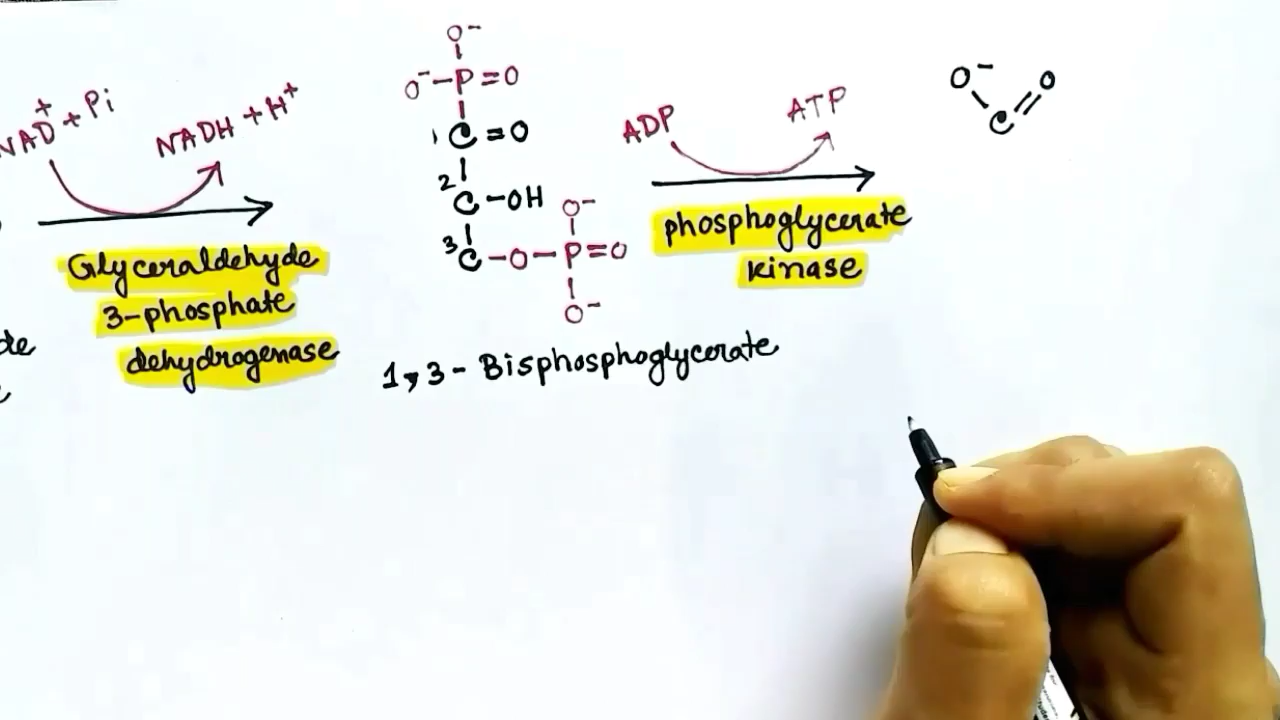 NAD+ + Pi
NADH + H+
Glyceraldehyde
3-phosphate
dehydrogenase
O-
O- -P=O
1 C=O
2 C-OH
3 C-O-P=O
O-
O-
1,3- Bisphosphoglycerate
ADP
ATP
phosphoglycerate
kinase
O- O
C